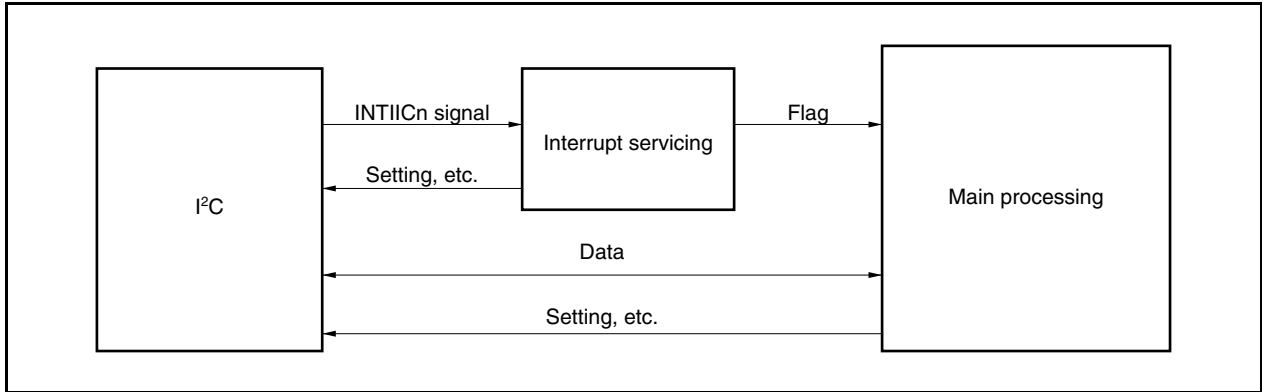 INTIICn signal
Flag
Interrupt servicing
Setting, etc.
I²C
Main processing
Data
Setting, etc.